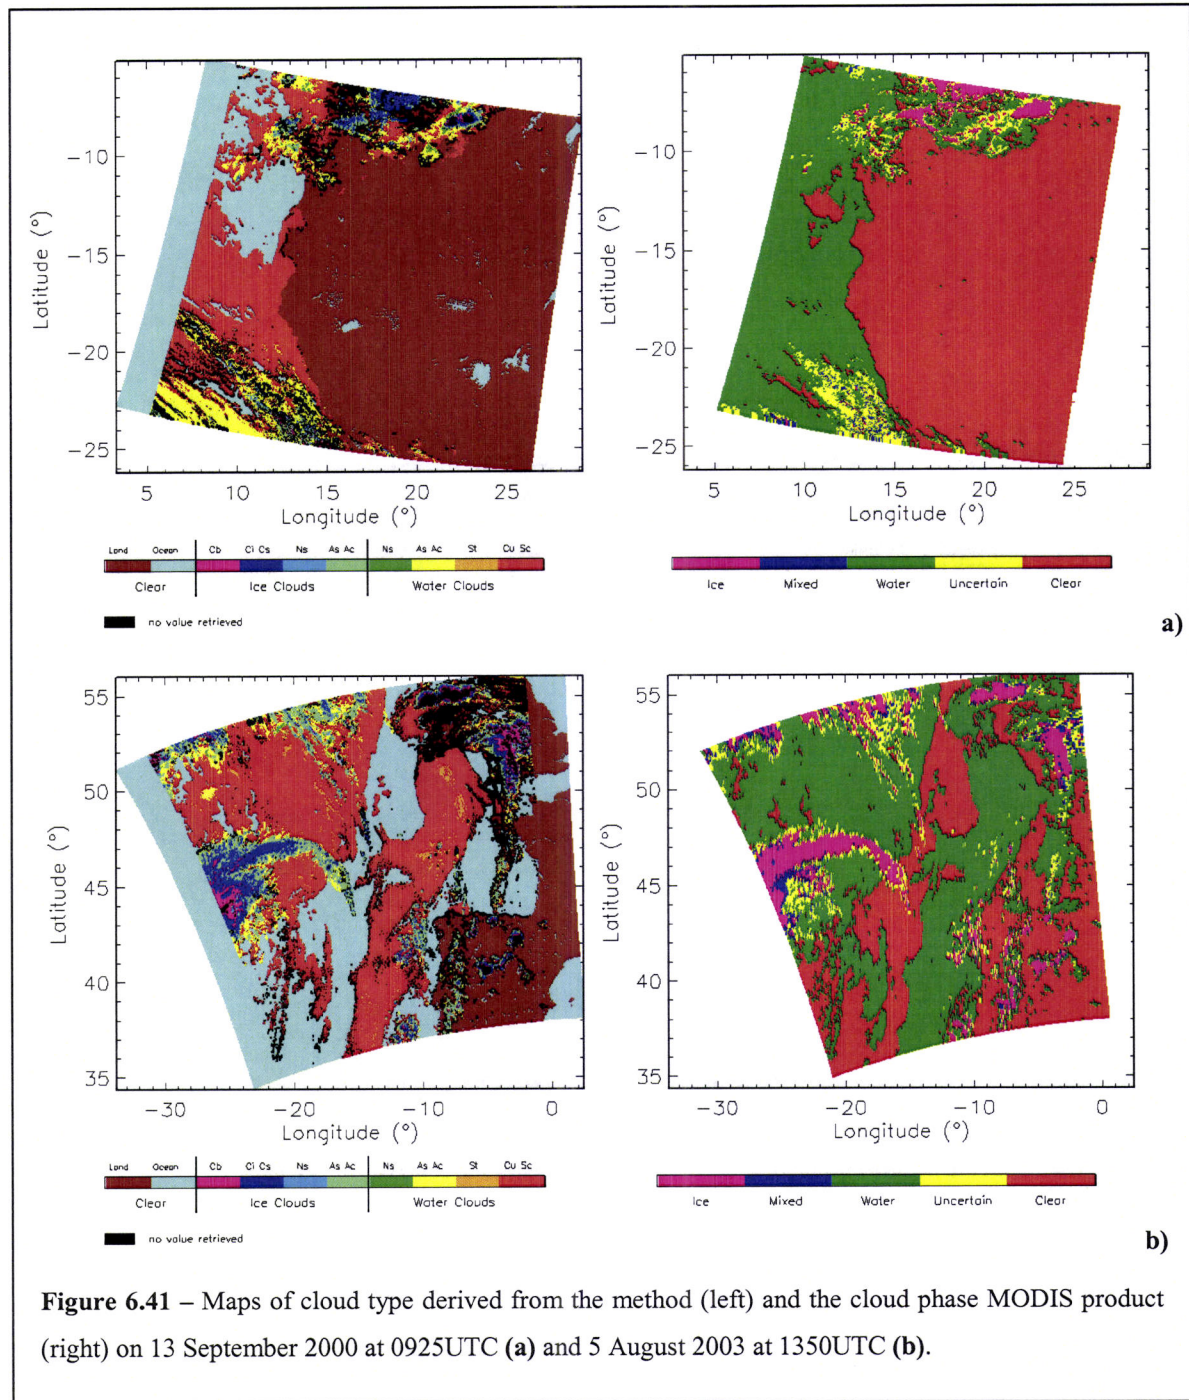 Latitude (°)
−10
−15
−20
−25
5 10 15 20 25
Longitude (°)
Latitude (°)
−5
−10
−15
−20
−25
5 10 15 20 25
Longitude (°)
Land Ocean Cb Ci Cs Ns As Ac Ns As Ac St Cu Sc
Clear Ice Clouds Water Clouds
no value retrieved
Ice Mixed Water Uncertain Clear
a)
Latitude (°)
55
50
45
40
35
−30 −20 −10 0
Longitude (°)
Latitude (°)
55
50
45
40
35
−30 −20 −10 0
Longitude (°)
Land Ocean Cb Ci Cs Ns As Ac Ns As Ac St Cu Sc
Clear Ice Clouds Water Clouds
no value retrieved
Ice Mixed Water Uncertain Clear
b)
Figure 6.41 – Maps of cloud type derived from the method (left) and the cloud phase MODIS product
(right) on 13 September 2000 at 0925UTC (a) and 5 August 2003 at 1350UTC (b).